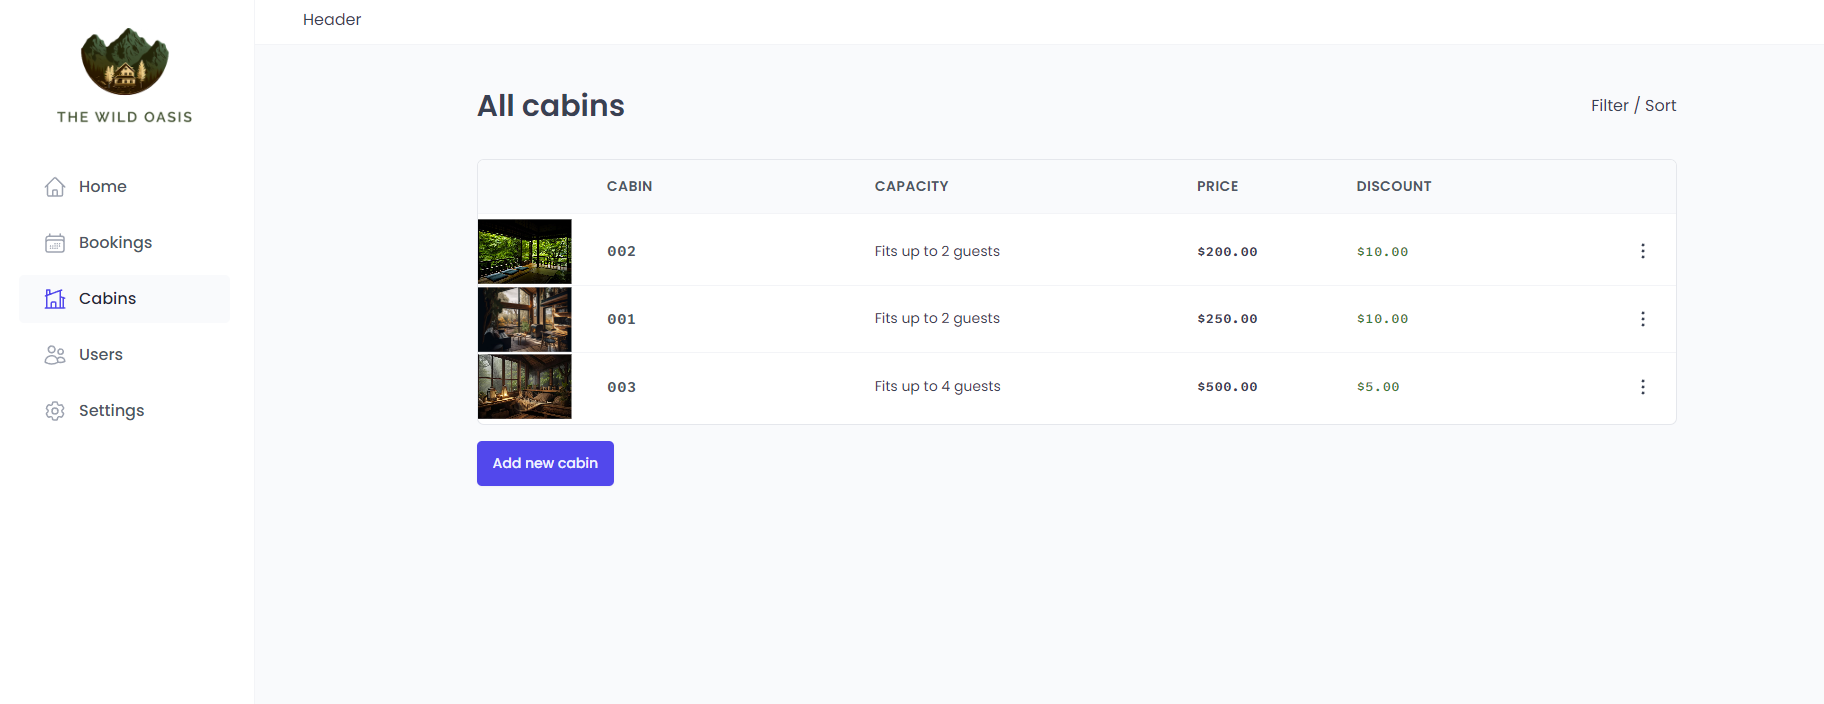 Header
THE WILD OASIS
Home
Bookings
Cabins
Users
Settings
All cabins
Filter / Sort
CABIN CAPACITY PRICE DISCOUNT
002 Fits up to 2 guests $200.00 $10.00
001 Fits up to 2 guests $250.00 $10.00
003 Fits up to 4 guests $500.00 $5.00
Add new cabin